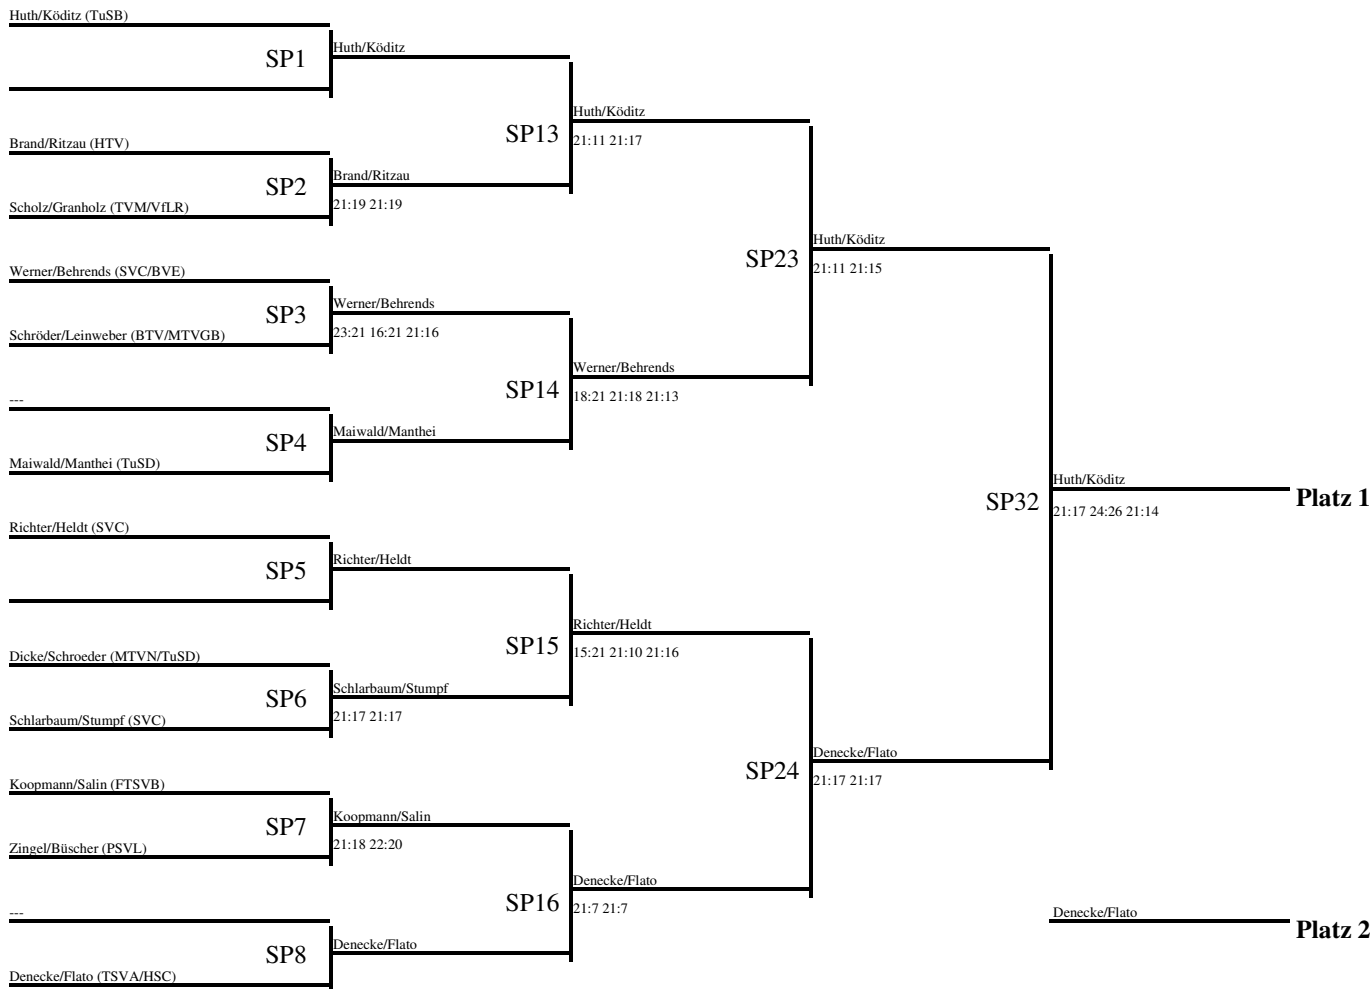 Huth/Köditz (TuSB)
SP1
Huth/Köditz
SP13
Huth/Köditz
21:11 21:17
Brand/Ritzau (HTV)
SP2
Brand/Ritzau
21:19 21:19
Scholz/Granholz (TVM/VfLR)
SP23
Huth/Köditz
21:11 21:15
Werner/Behrends (SVC/BVE)
SP3
Werner/Behrends
23:21 16:21 21:16
Schröder/Leinweber (BTV/MTVGB)
SP14
Werner/Behrends
18:21 21:18 21:13
---
SP4
Maiwald/Manthei
Maiwald/Manthei (TuSD)
SP32
Huth/Köditz
21:17 24:26 21:14
Platz 1
Richter/Heldt (SVC)
SP5
Richter/Heldt
SP15
Richter/Heldt
15:21 21:10 21:16
Dicke/Schroeder (MTVN/TuSD)
SP6
Schlarbaum/Stumpf
21:17 21:17
Schlarbaum/Stumpf (SVC)
SP24
Denecke/Flato
21:17 21:17
Koopmann/Salin (FTSVB)
SP7
Koopmann/Salin
21:18 22:20
Zingel/Büscher (PSVL)
SP16
Denecke/Flato
21:7 21:7
---
SP8
Denecke/Flato
Denecke/Flato (TSVA/HSC)
Denecke/Flato
Platz 2